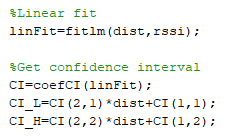 %Linear fit
linFit=fitlm(dist,rssi);
%Get confidence interval
CI=coefCI(linFit);
CI_L=CI(2,1)*dist+CI(1,1);
CI_H=CI(2,2)*dist+CI(1,2);